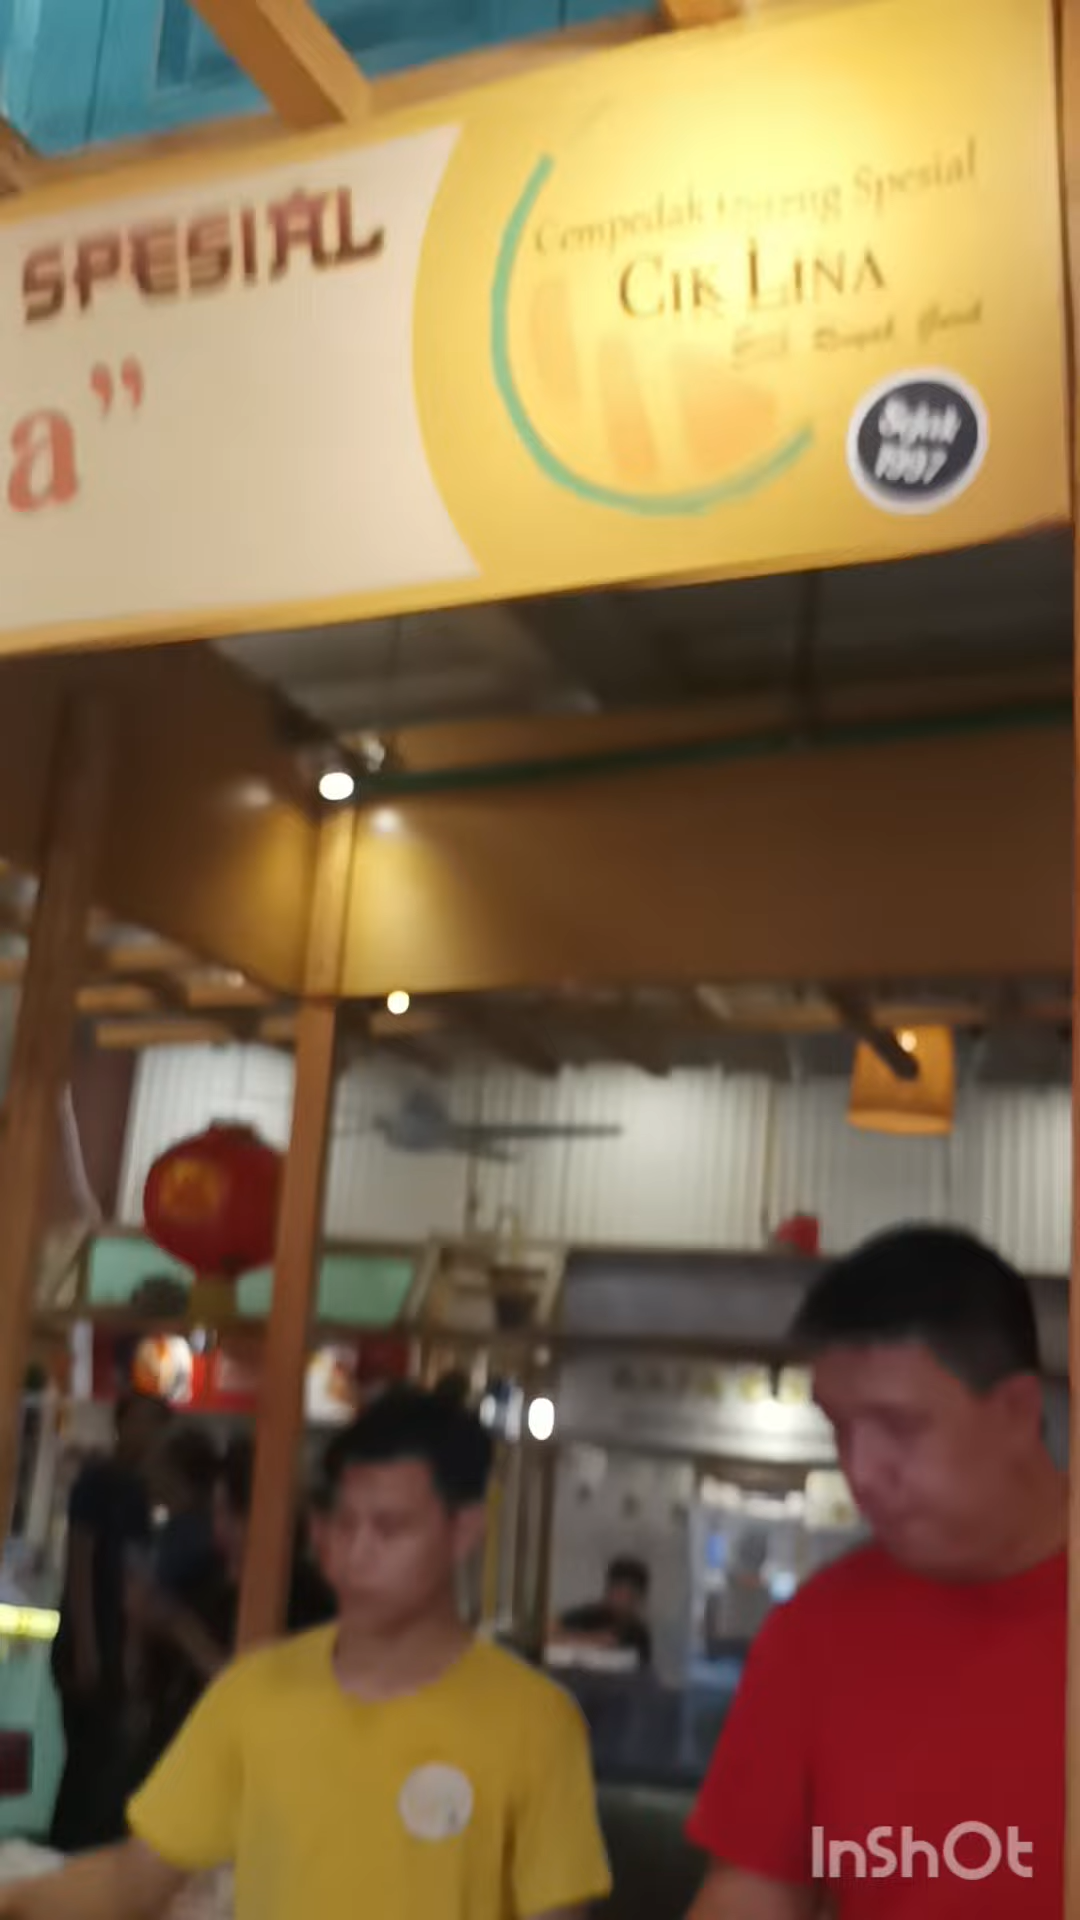 SPESIAL
a”
Cempedak Goreng Spesial
CIK LINA
Sejak
1997
InShOt